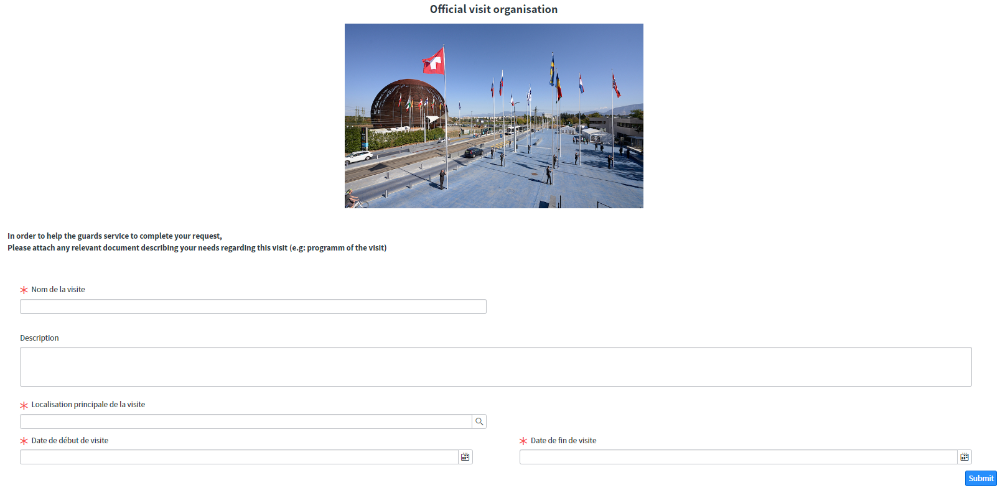 Official visit organisation
In order to help the guards service to complete your request,
Please attach any relevant document describing your needs regarding this visit (e.g: programm of the visit)
Nom de la visite
Description
Localisation principale de la visite
Date de début de visite
Date de fin de visite
Submit